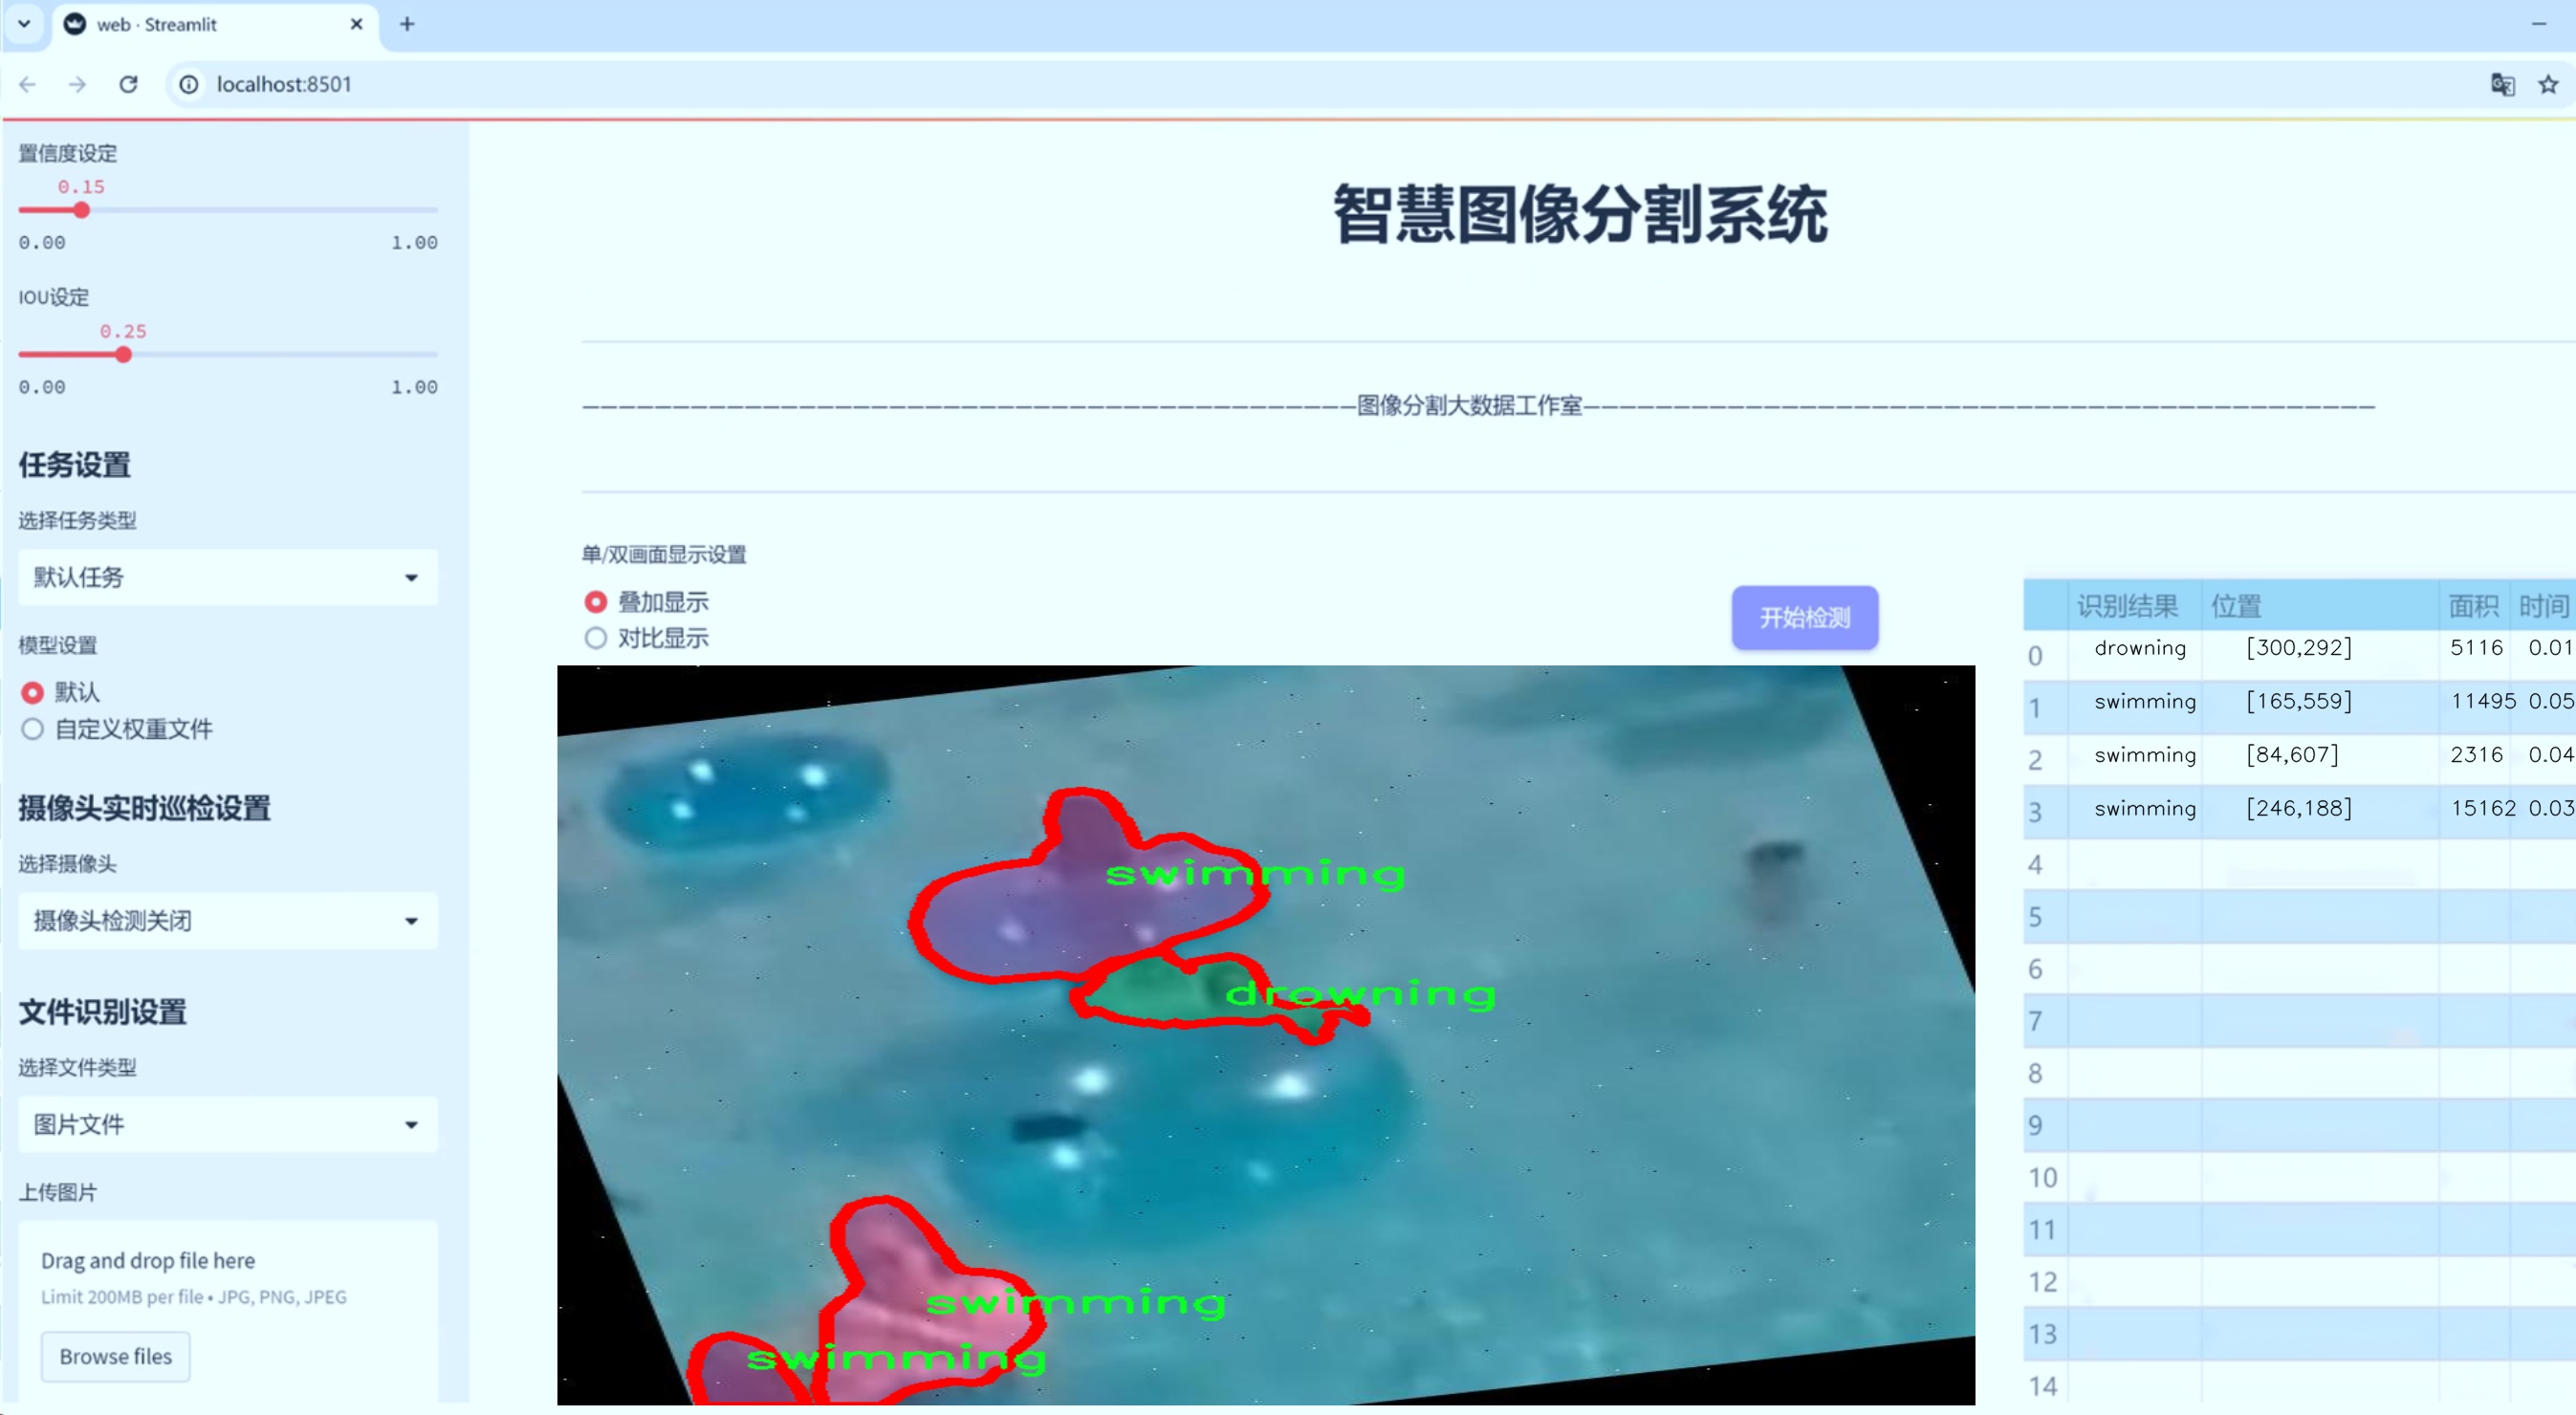 web · Streamlit
localhost:8501
置信度设定
0.15
0.00 1.00
IOU设定
0.25
0.00 1.00
任务设置
选择任务类型
默认任务
模型设置
默认
自定义权重文件
摄像头实时巡检设置
选择摄像头
摄像头检测关闭
文件识别设置
选择文件类型
图片文件
上传图片
Drag and drop file here
Limit 200MB per file • JPG, PNG, JPEG
Browse files
智慧图像分割系统
———————————————————————————————————————————图像分割大数据工作室————————————————————————————————————————————
单/双画面显示设置
叠加显示
对比显示
开始检测
swimming
drowning
swimming
swimming
识别结果 位置 面积 时间
0 drowning [300,292] 5116 0.01
1 swimming [165,559] 11495 0.05
2 swimming [84,607] 2316 0.04
3 swimming [246,188] 15162 0.03
4
5
6
7
8
9
10
11
12
13
14